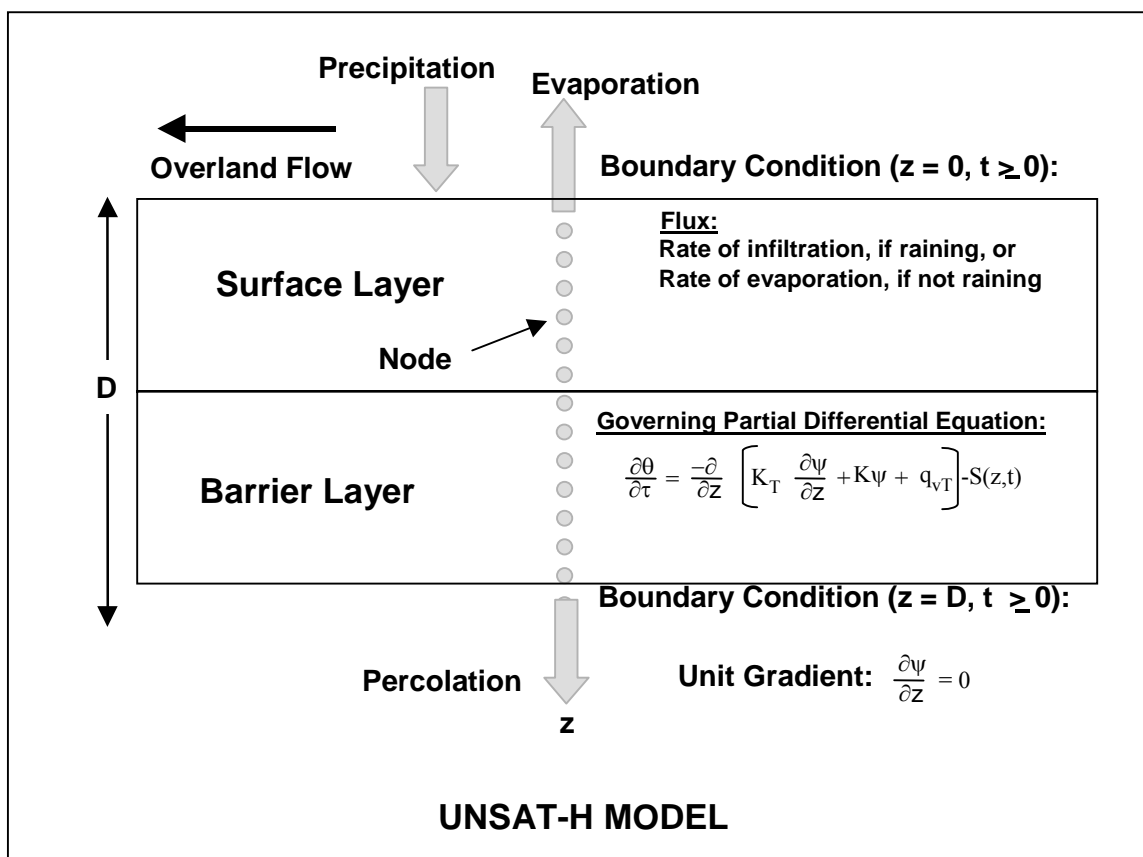 Precipitation
Evaporation
Overland Flow
Boundary Condition (z = 0, t ≥ 0):
Flux:
Rate of infiltration, if raining, or
Rate of evaporation, if not raining
Surface Layer
Node
D
Governing Partial Differential Equation:
∂θ/∂τ = -∂/∂z [K_T ∂ψ/∂z + Kψ + q_vT] -S(z,t)
Barrier Layer
Boundary Condition (z = D, t ≥ 0):
Percolation
Unit Gradient: ∂ψ/∂z = 0
z
UNSAT-H MODEL